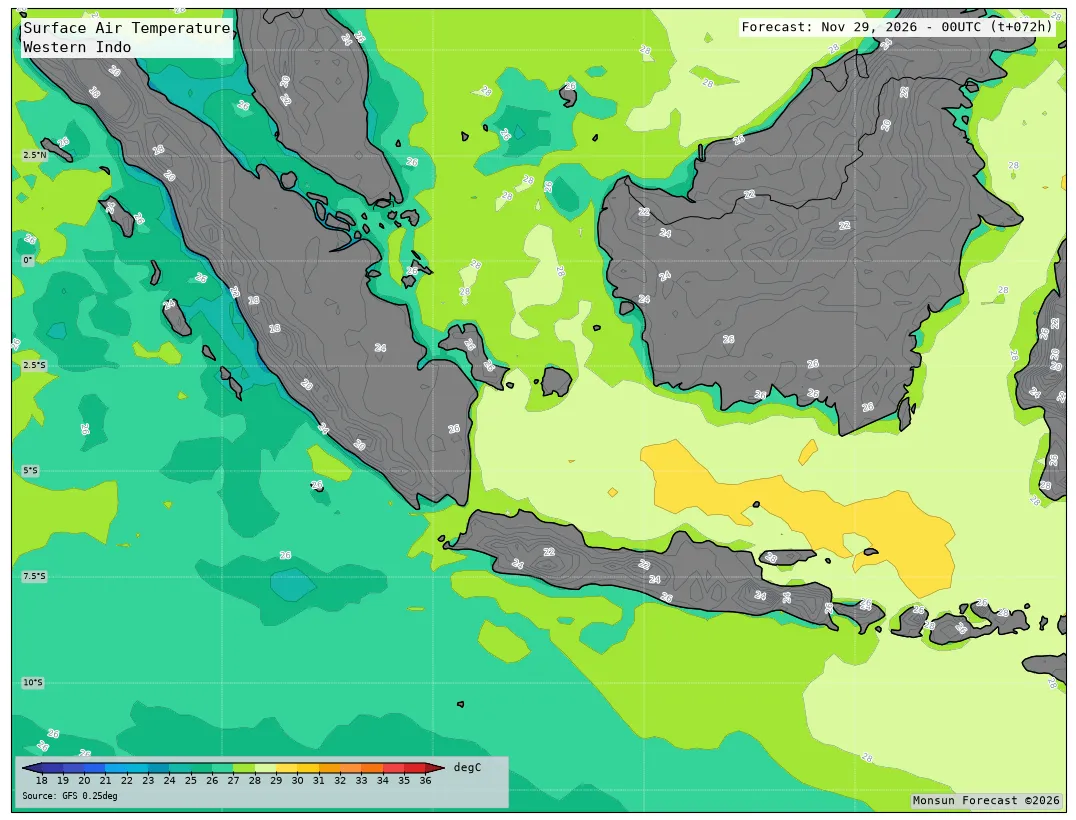 Surface Air Temperature
Western Indo
Forecast: Nov 29, 2026 - 00UTC (t+072h)
2.5°N
0°
2.5°S
5°S
7.5°S
10°S
degC
18 19 20 21 22 23 24 25 26 27 28 29 30 31 32 33 34 35 36
Source: GFS 0.25deg
Monsun Forecast ©2026